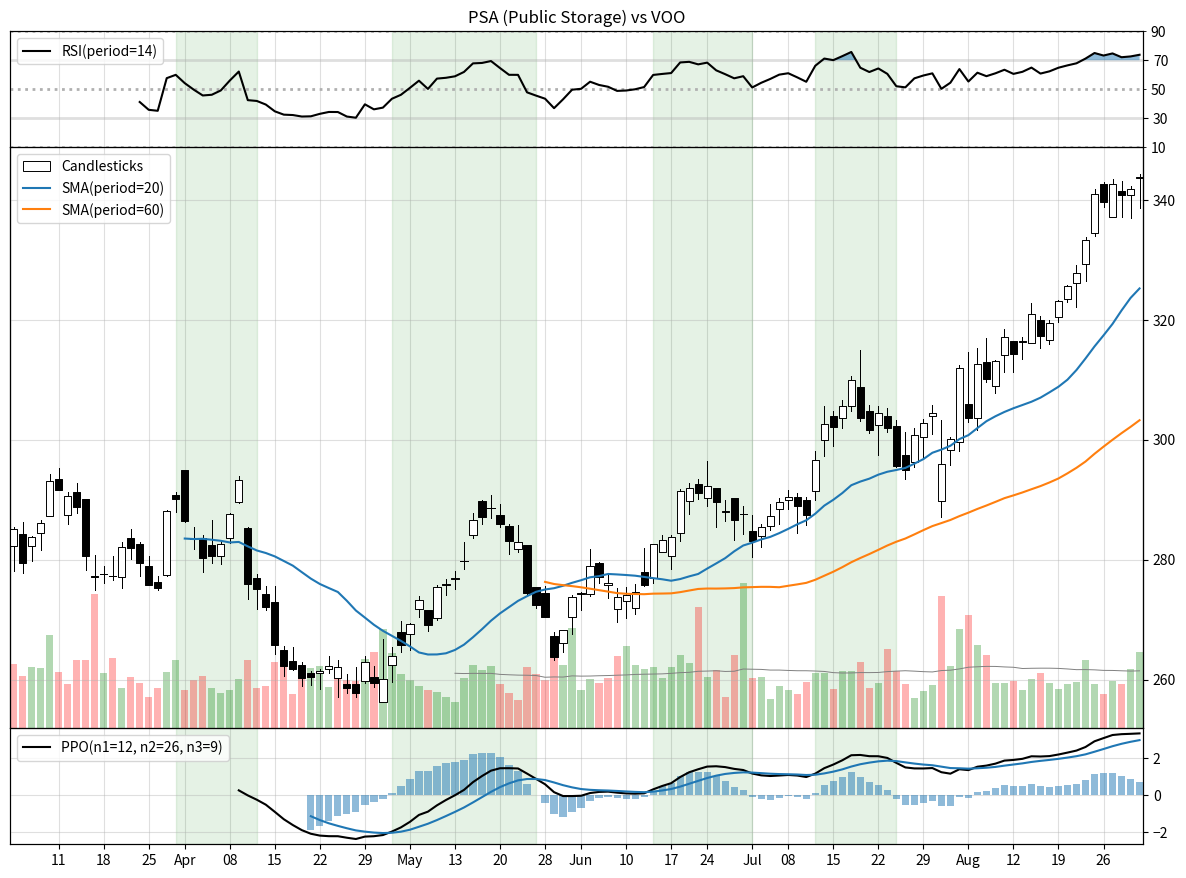 PSA (Public Storage) vs VOO
RSI(period=14)
90
70
50
30
10
Candlesticks
SMA(period=20)
SMA(period=60)
340
320
300
280
260
PPO(n1=12, n2=26, n3=9)
2
0
−2
11 18 25 Apr 08 15 22 29 May 13 20 28 Jun 10 17 24 Jul 08 15 22 29 Aug 12 19 26